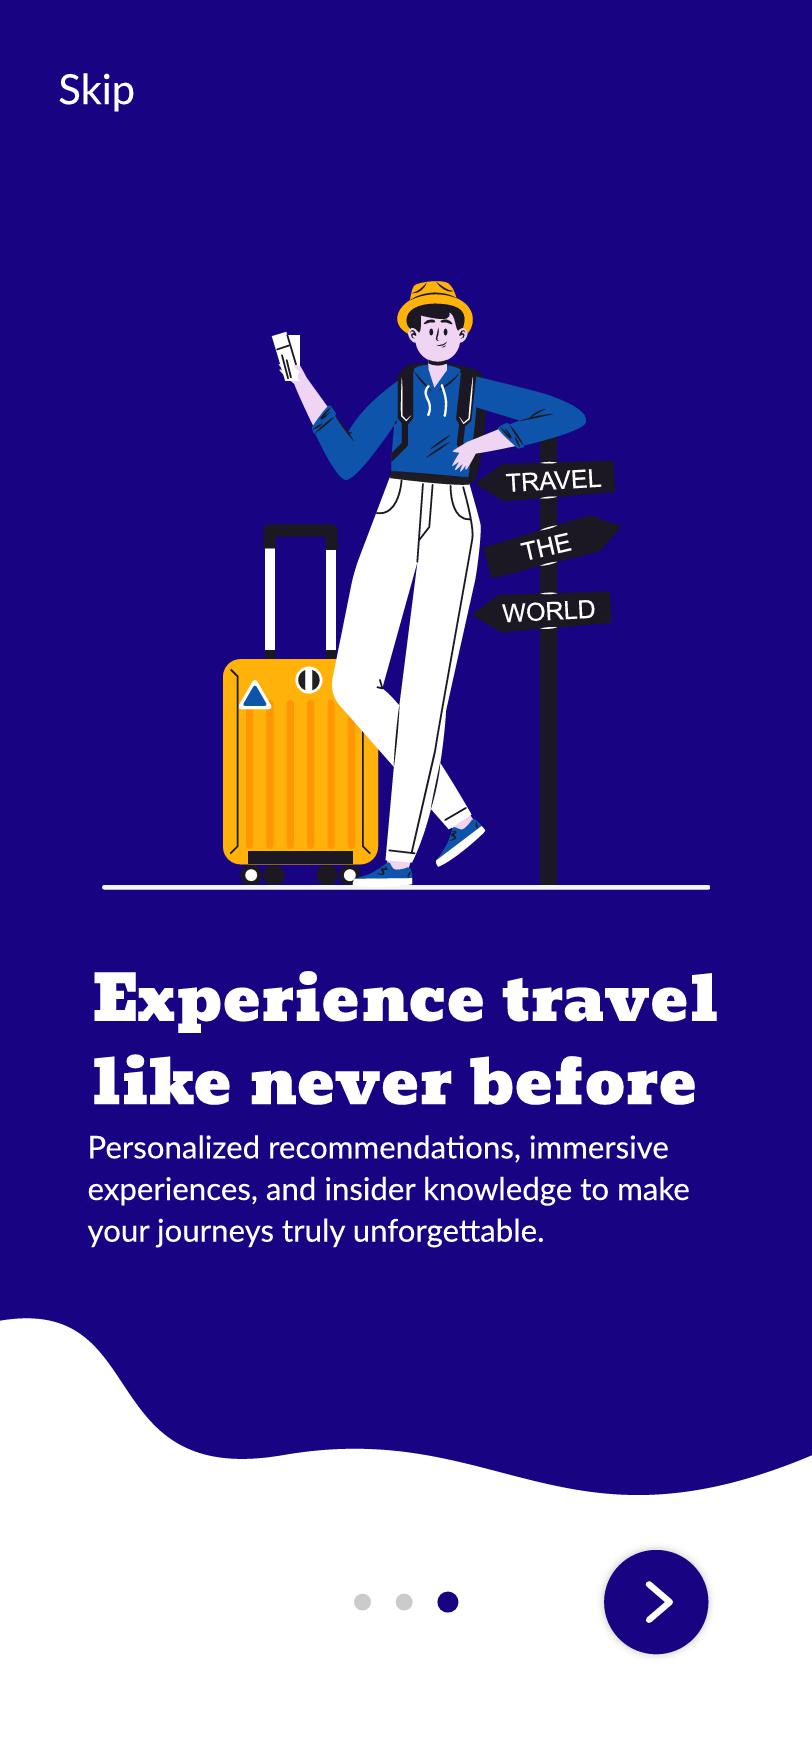 Skip
TRAVEL
THE
WORLD
Experience travel
like never before
Personalized recommendations, immersive
experiences, and insider knowledge to make
your journeys truly unforgettable.